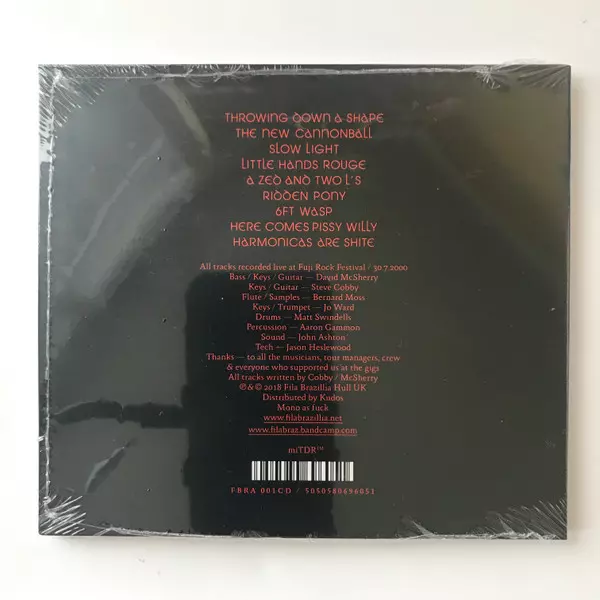 THROWING DOWN A SHAPE
THE NEW CANNONBALL
SLOW LIGHT
LITTLE HANDS ROUGE
A ZED AND TWO L'S
RIDDEN PONY
6FT WASP
HERE COMES PISSY WILLY
HARMONICAS ARE SHITE
All tracks recorded live at Fuji Rock Festival / 30.7.2000
Bass / Keys / Guitar — David McSherry
Keys / Guitar — Steve Cobby
Flute / Samples — Bernard Moss
Keys / Trumpet — Jo Ward
Drums — Matt Swindells
Percussion — Aaron Gammon
Sound — John Ashton
Tech — Jason Heslewood
Thanks — to all the musicians, tour managers, crew
& everyone who supported us at the gigs
All tracks written by Cobby / McSherry
℗ & © 2018 Fila Brazillia Hull UK
Distributed by Kudos
Mono as fuck
www.filabrazillia.net
www.filabraz.bandcamp.com
miTDR™
FBRA 001CD / 5050580696051